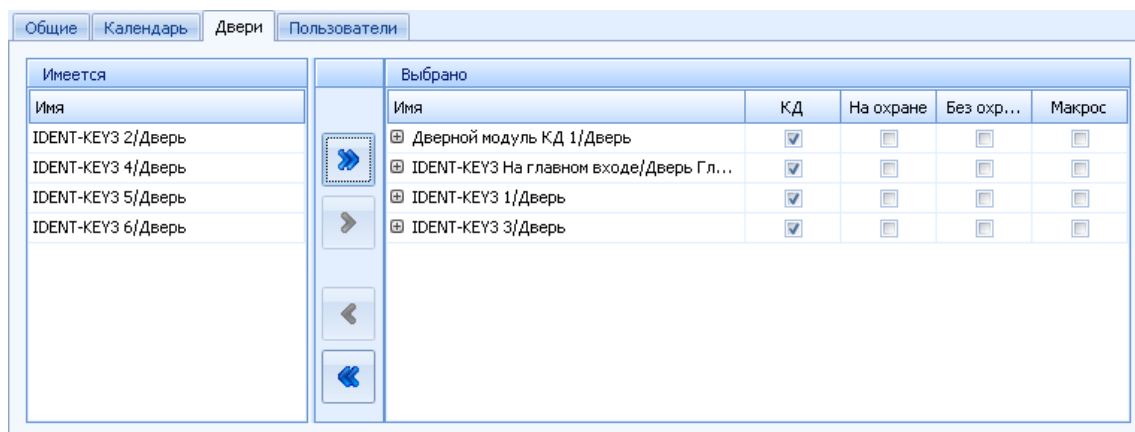 Общие Календарь Двери Пользователи
Имеется Выбрано
Имя Имя КД На охране Без охр... Макрос
IDENT-KEY3 2/Дверь Дверной модуль КД 1/Дверь
IDENT-KEY3 4/Дверь IDENT-KEY3 На главном входе/Дверь Гл...
IDENT-KEY3 5/Дверь IDENT-KEY3 1/Дверь
IDENT-KEY3 6/Дверь IDENT-KEY3 3/Дверь